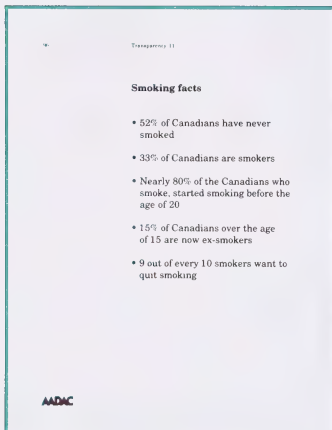 Transparency 11
Smoking facts
• 52% of Canadians have never
smoked
• 33% of Canadians are smokers
• Nearly 80% of the Canadians who
smoke, started smoking before the
age of 20
• 15% of Canadians over the age
of 15 are now ex-smokers
• 9 out of every 10 smokers want to
quit smoking
AADAC